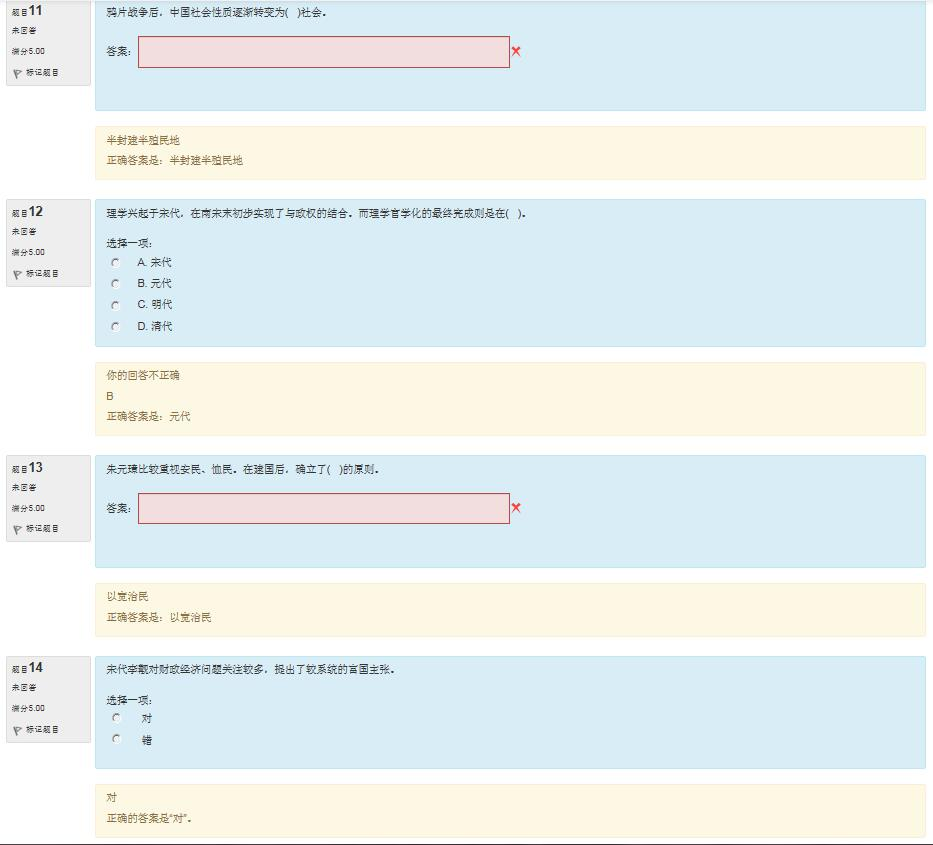 题目11
未回答
满分5.00
标记题目
鸦片战争后，中国社会性质逐渐转变为( )社会。
答案：
半封建半殖民地
正确答案是：半封建半殖民地
题目12
未回答
满分5.00
标记题目
理学兴起于宋代，在南宋末初步实现了与政权的结合。而理学官学化的最终完成则是在( )。
选择一项：
A. 宋代
B. 元代
C. 明代
D. 清代
你的回答不正确
B
正确答案是：元代
题目13
未回答
满分5.00
标记题目
朱元璋比较重视安民、恤民。在建国后，确立了( )的原则。
答案：
以宽治民
正确答案是：以宽治民
题目14
未回答
满分5.00
标记题目
宋代李觏对财政经济问题关注较多，提出了较系统的富国主张。
选择一项：
对
错
对
正确的答案是“对”。